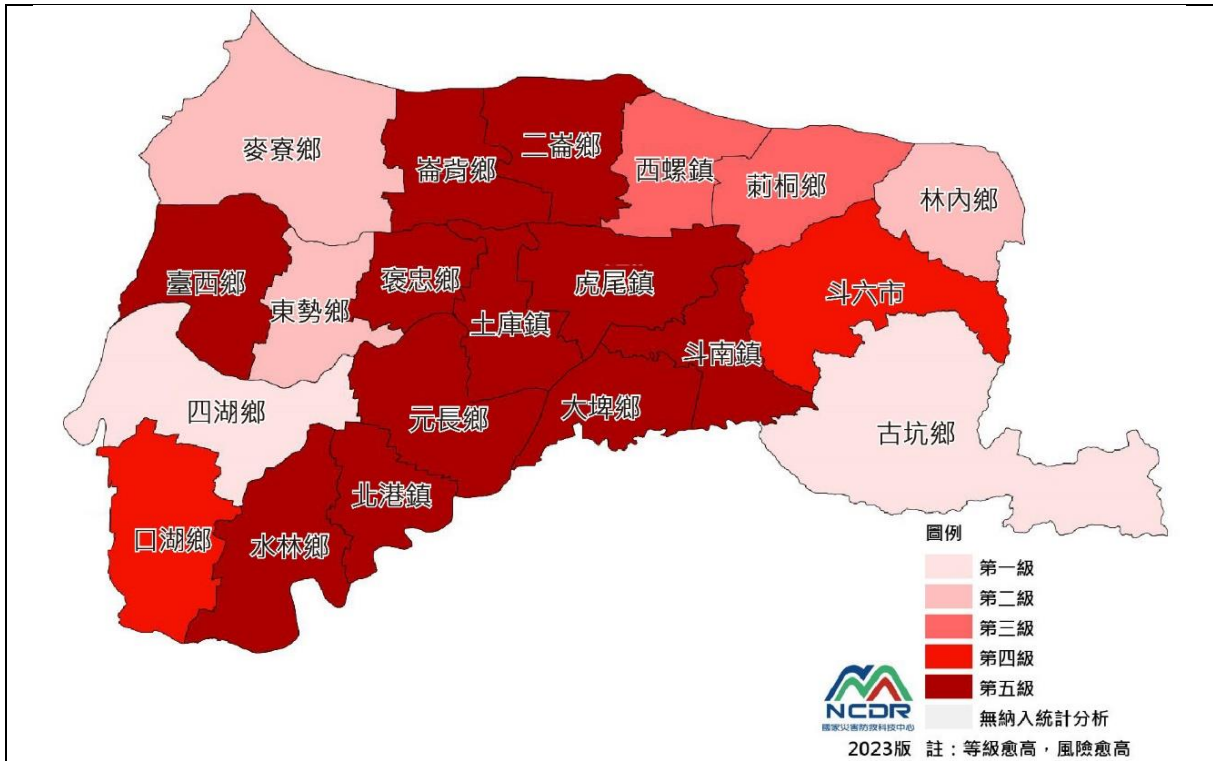 麥寮鄉
崙背鄉
二崙鄉
西螺鎮
莿桐鄉
林內鄉
臺西鄉
東勢鄉
褒忠鄉
土庫鎮
虎尾鎮
斗南鎮
斗六市
四湖鄉
元長鄉
大埤鄉
古坑鄉
口湖鄉
水林鄉
北港鎮
圖例
第一級
第二級
第三級
第四級
第五級
無納入統計分析
NCDR
國家災害防救科技中心
2023版 註：等級愈高，風險愈高